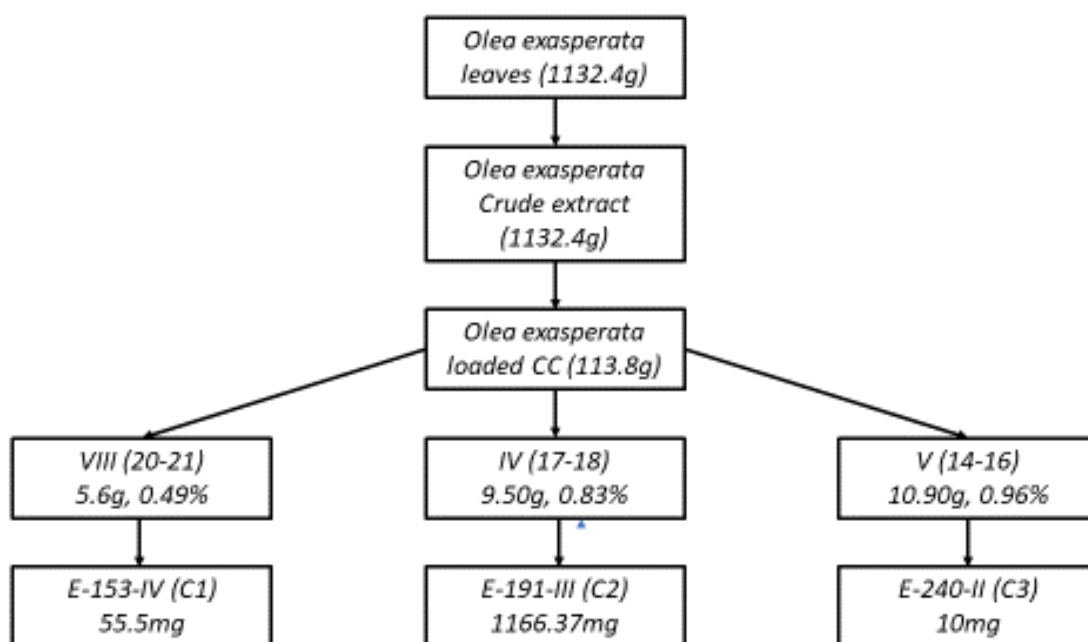 Olea exasperata
leaves (1132.4g)
Olea exasperata
Crude extract
(1132.4g)
Olea exasperata
loaded CC (113.8g)
VIII (20-21)
5.6g, 0.49%
IV (17-18)
9.50g, 0.83%
V (14-16)
10.90g, 0.96%
E-153-IV (C1)
55.5mg
E-191-III (C2)
1166.37mg
E-240-II (C3)
10mg